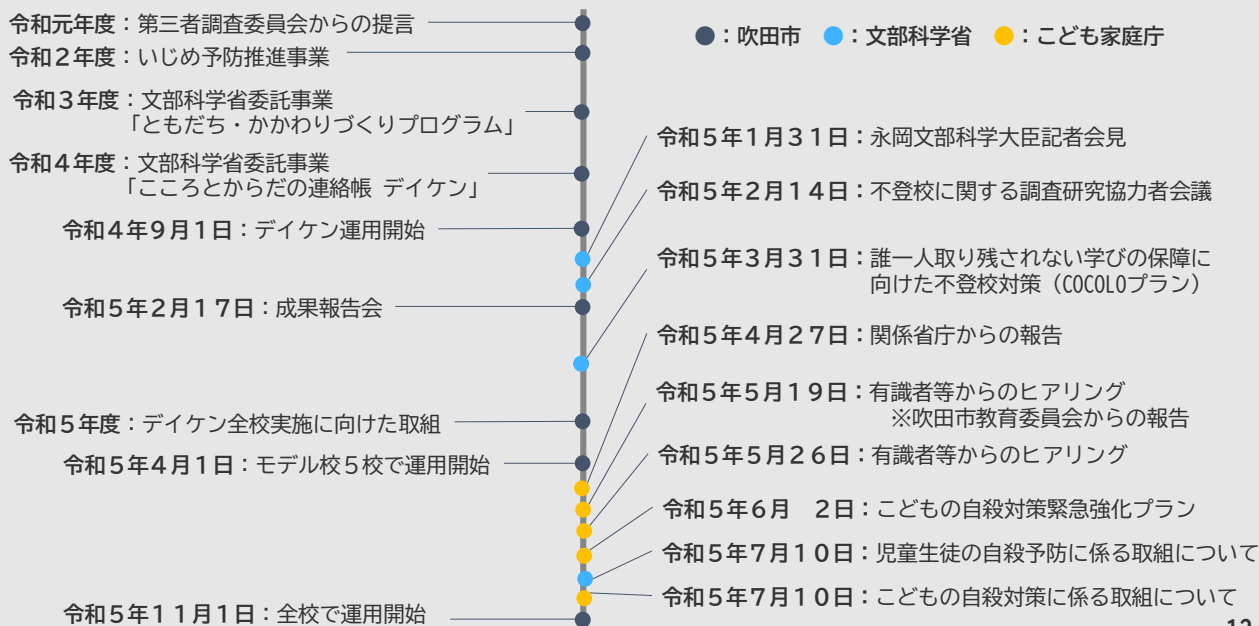 令和元年度：第三者調査委員会からの提言
令和２年度：いじめ予防推進事業
令和３年度：文部科学省委託事業
「ともだち・かかわりづくりプログラム」
令和４年度：文部科学省委託事業
「こころとからだの連絡帳 デイケン」
令和４年９月１日：デイケン運用開始
令和５年２月１７日：成果報告会
令和５年度：デイケン全校実施に向けた取組
令和５年４月１日：モデル校５校で運用開始
令和５年１１月１日：全校で運用開始
●：吹田市 ●：文部科学省 ●：こども家庭庁
令和５年１月３１日：永岡文部科学大臣記者会見
令和５年２月１４日：不登校に関する調査研究協力者会議
令和５年３月３１日：誰一人取り残されない学びの保障に
向けた不登校対策（COCOLOプラン）
令和５年４月２７日：関係省庁からの報告
令和５年５月１９日：有識者等からのヒアリング
※吹田市教育委員会からの報告
令和５年５月２６日：有識者等からのヒアリング
令和５年６月　２日：こどもの自殺対策緊急強化プラン
令和５年７月１０日：児童生徒の自殺予防に係る取組について
令和５年７月１０日：こどもの自殺対策に係る取組について